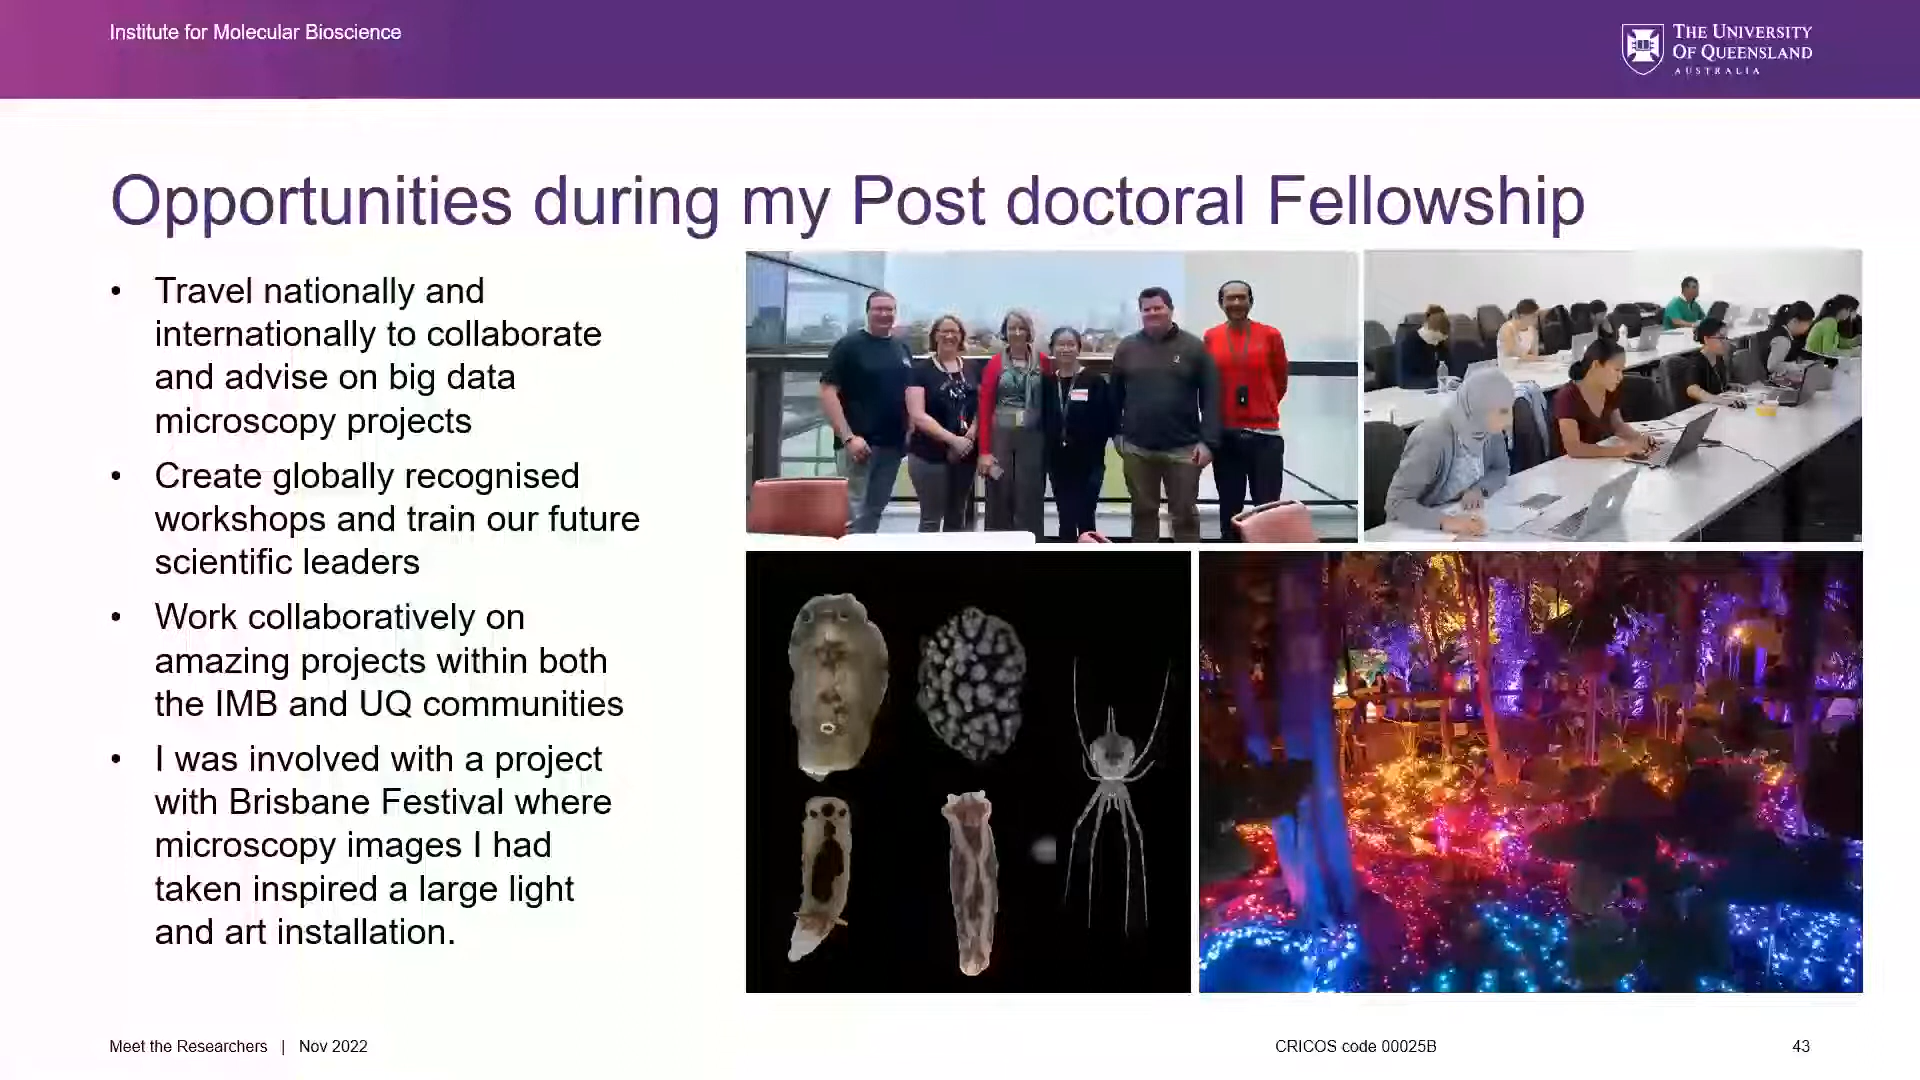 Institute for Molecular Bioscience
THE UNIVERSITY
OF QUEENSLAND
AUSTRALIA
Opportunities during my Post doctoral Fellowship
• Travel nationally and
internationally to collaborate
and advise on big data
microscopy projects
• Create globally recognised
workshops and train our future
scientific leaders
• Work collaboratively on
amazing projects within both
the IMB and UQ communities
• I was involved with a project
with Brisbane Festival where
microscopy images I had
taken inspired a large light
and art installation.
Meet the Researchers | Nov 2022
CRICOS code 00025B
43